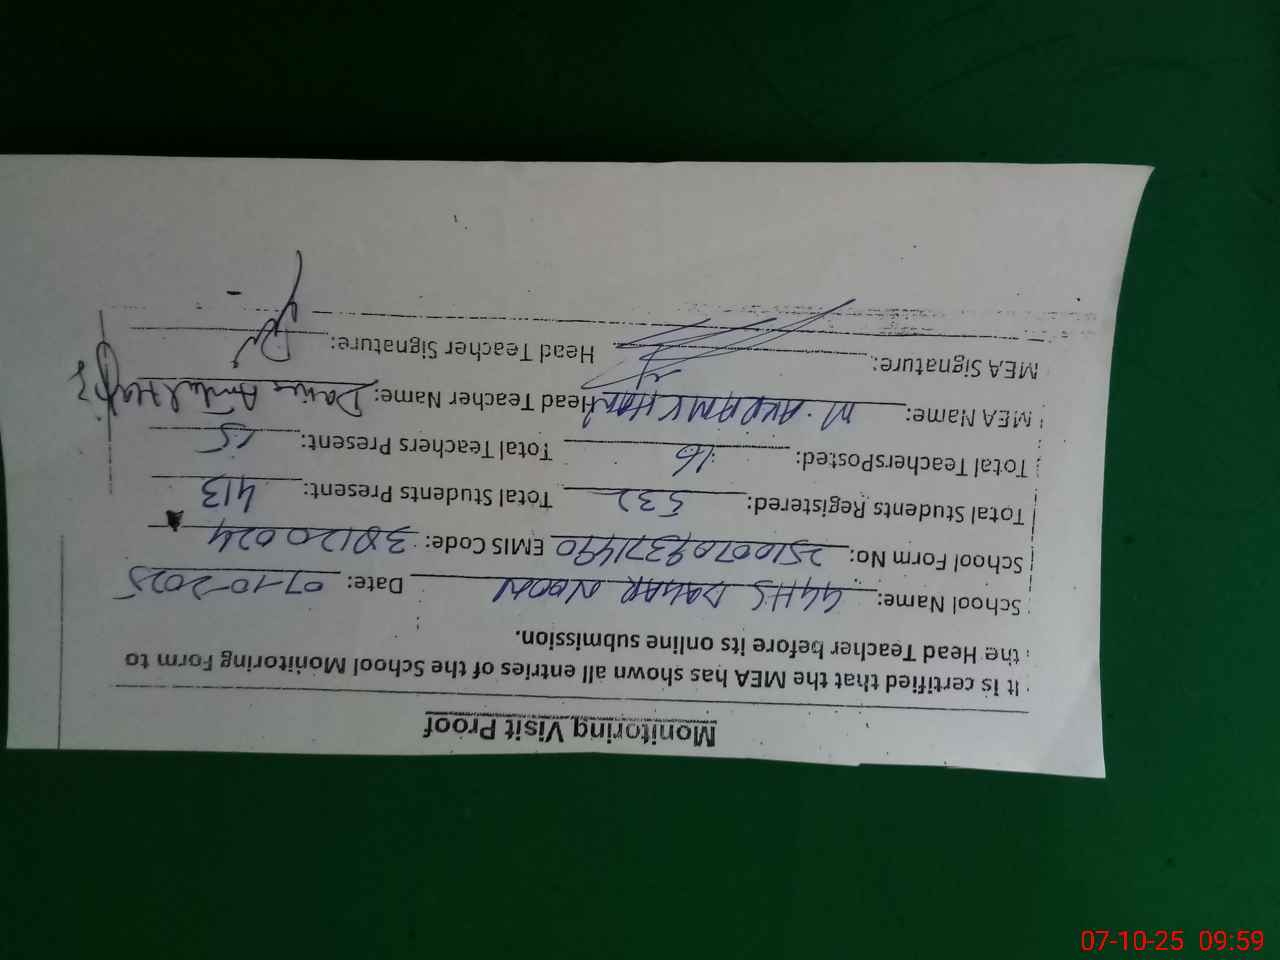 Monitoring Visit Proof
It is certified that the MEA has shown all entries of the School Monitoring Form to
the Head Teacher before its online submission.
School Name: GGHS DAHAR NOON Date: 07-10-2025
School Form No: EMIS Code: 38120024
Total Students Registered: 532 Total Students Present: 413
Total TeachersPosted: 16 Total Teachers Present: 15
MEA Name: M. AKRAM KHAN Head Teacher Name:
MEA Signature: Head Teacher Signature:
07-10-25 09:59